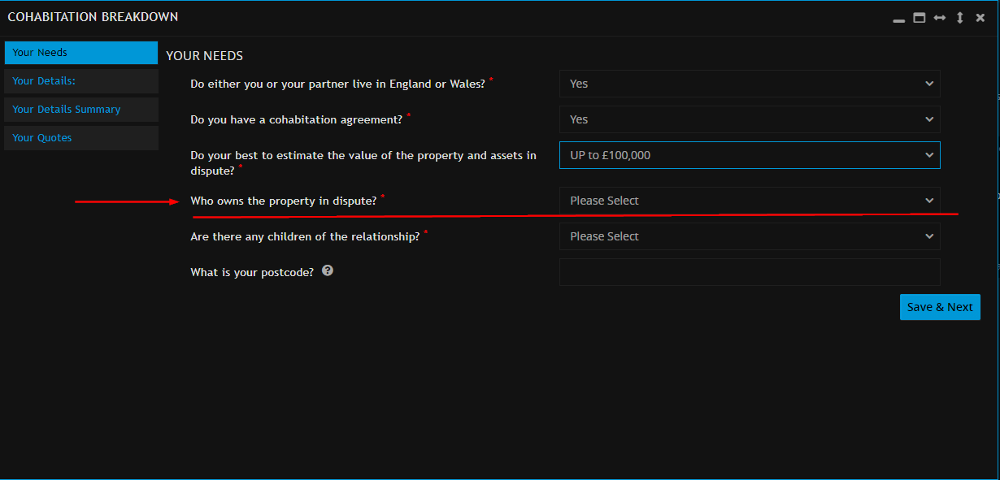 COHABITATION BREAKDOWN
Your Needs
Your Details:
Your Details Summary
Your Quotes
YOUR NEEDS
Do either you or your partner live in England or Wales? *
Yes
Do you have a cohabitation agreement? *
Yes
Do your best to estimate the value of the property and assets in
dispute? *
UP to £100,000
Who owns the property in dispute? *
Please Select
Are there any children of the relationship? *
Please Select
What is your postcode? ?
Save & Next